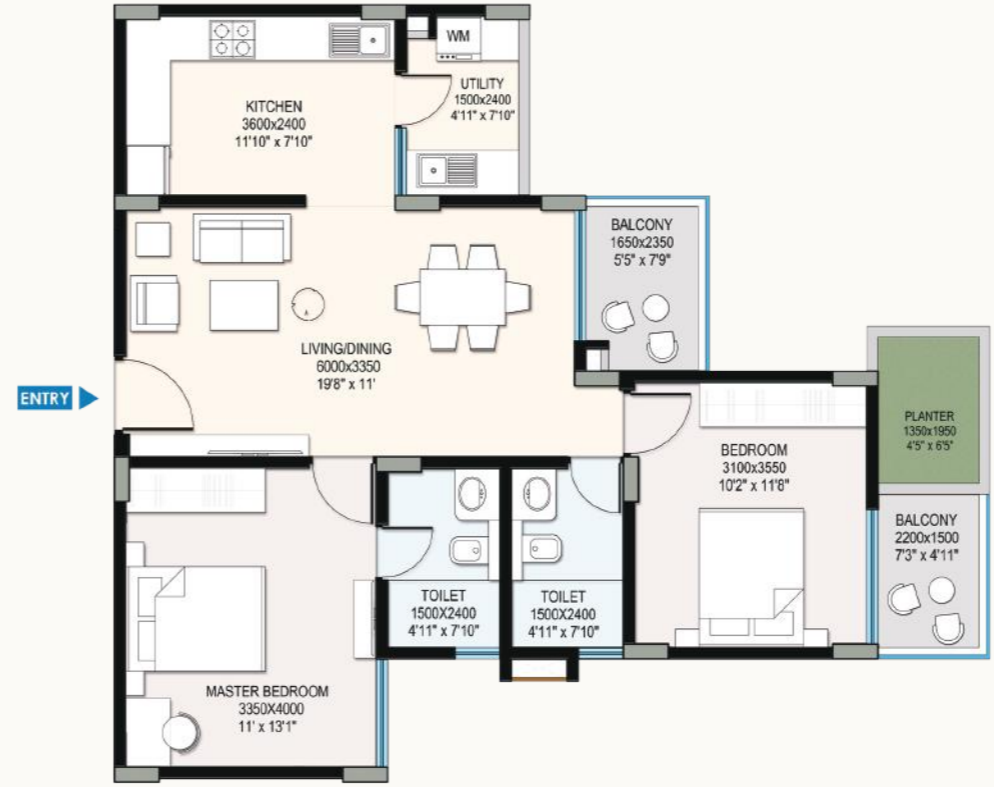 WM
UTILITY
1500x2400
4'11" x 7'10"
KITCHEN
3600x2400
11'10" x 7'10"
BALCONY
1650x2350
5'5" x 7'9"
LIVING/DINING
6000x3350
19'8" x 11'
ENTRY
PLANTER
1350x1950
4'5" x 6'5"
BEDROOM
3100x3550
10'2" x 11'8"
BALCONY
2200x1500
7'3" x 4'11"
TOILET
1500X2400
4'11" x 7'10"
TOILET
1500X2400
4'11" x 7'10"
MASTER BEDROOM
3350X4000
11' x 13'1"